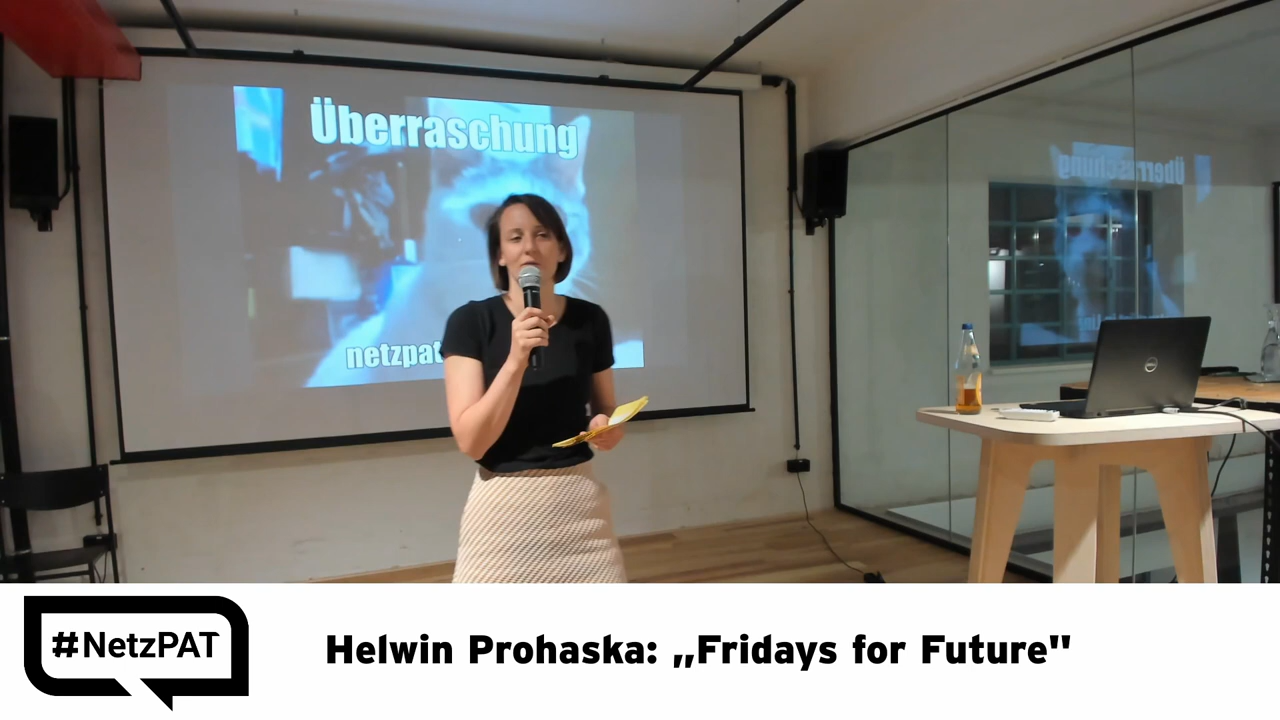 Überraschung
netzpat
#NetzPAT
Helwin Prohaska: „Fridays for Future"